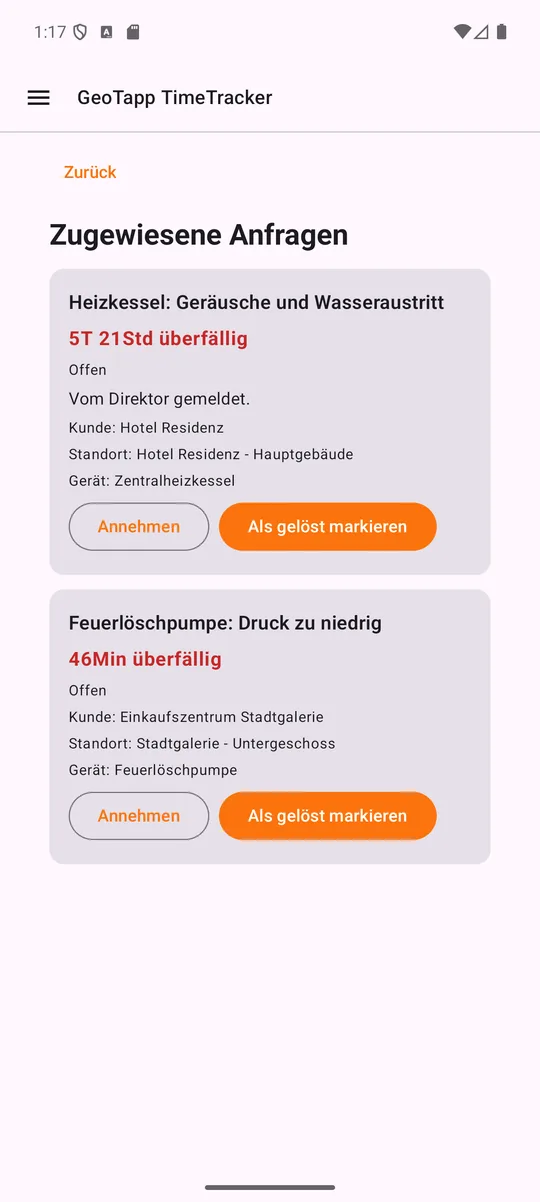 1:17
GeoTapp TimeTracker
Zurück
Zugewiesene Anfragen
Heizkessel: Geräusche und Wasseraustritt
5T 21Std überfällig
Offen
Vom Direktor gemeldet.
Kunde: Hotel Residenz
Standort: Hotel Residenz - Hauptgebäude
Gerät: Zentralheizkessel
Annehmen Als gelöst markieren
Feuerlöschpumpe: Druck zu niedrig
46Min überfällig
Offen
Kunde: Einkaufszentrum Stadtgalerie
Standort: Stadtgalerie - Untergeschoss
Gerät: Feuerlöschpumpe
Annehmen Als gelöst markieren